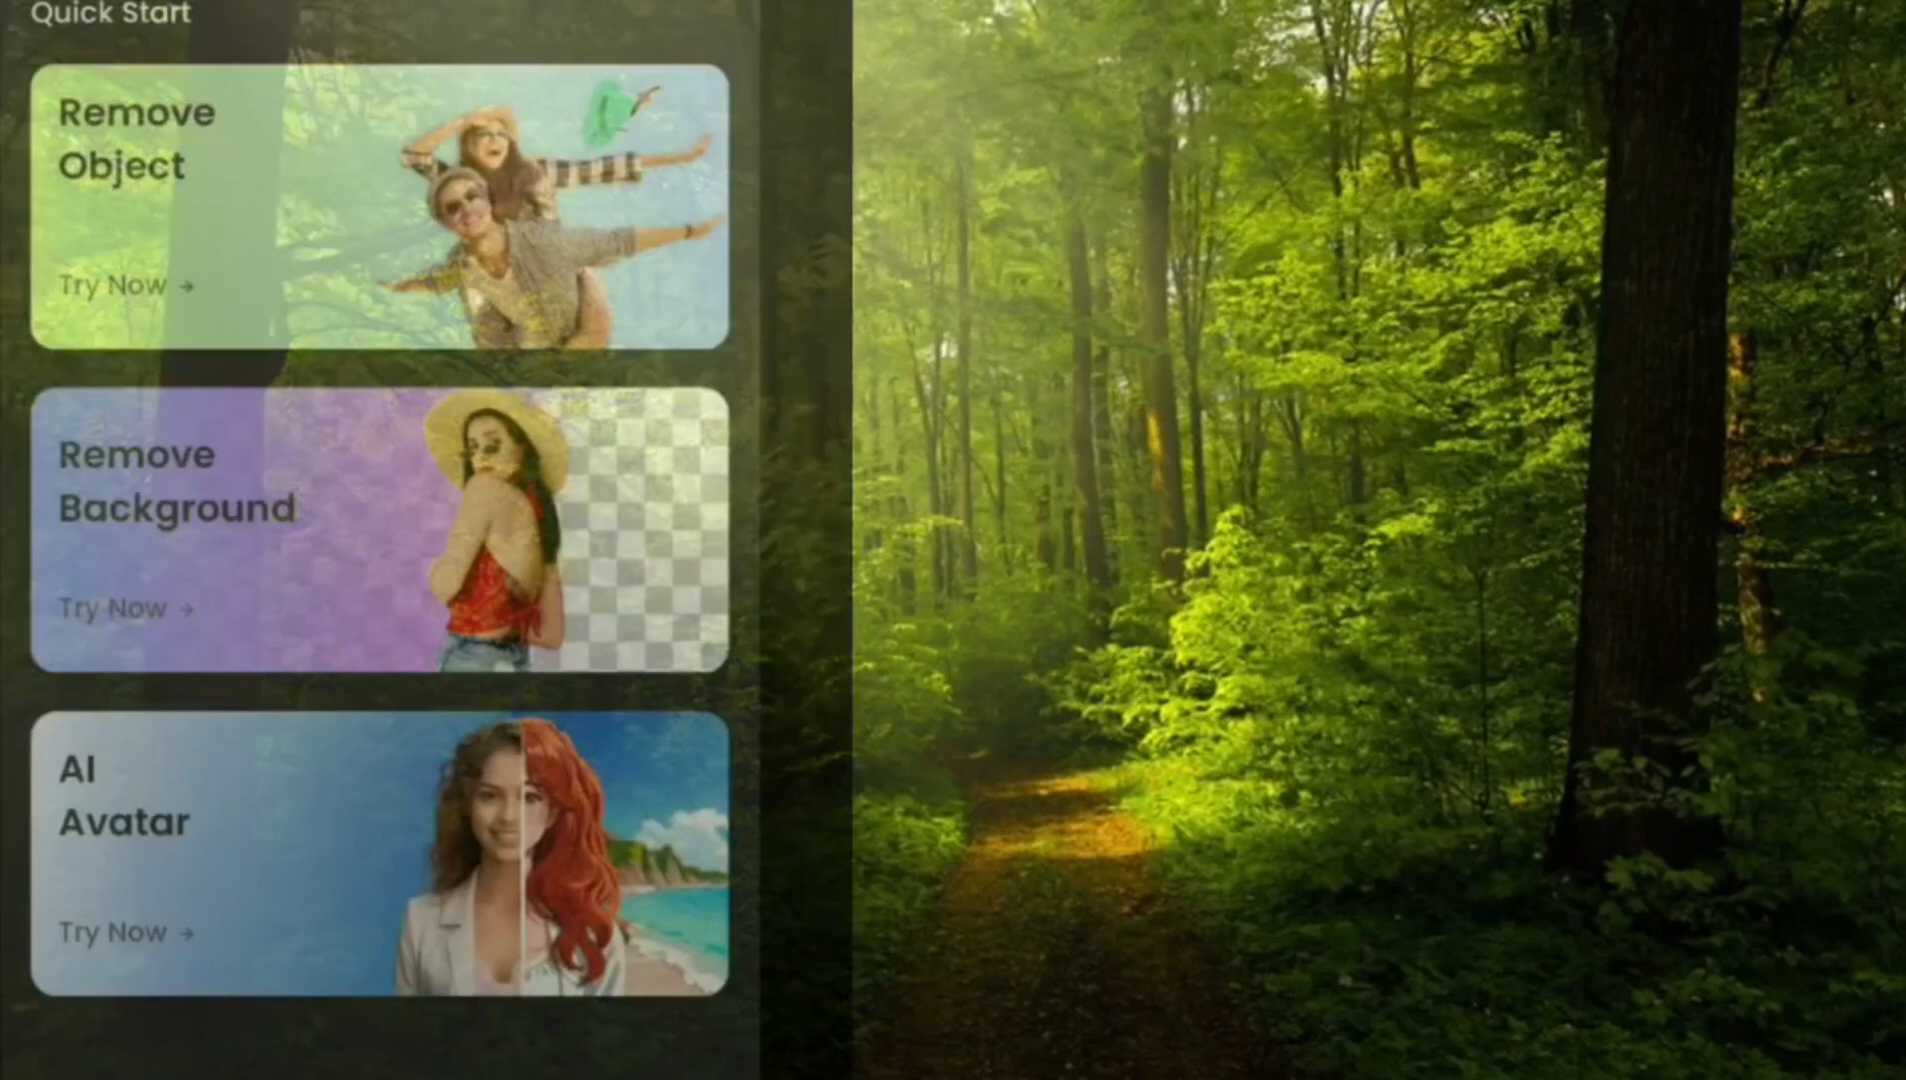 Quick Start
Remove
Object
Try Now →
Remove
Background
Try Now →
AI
Avatar
Try Now →